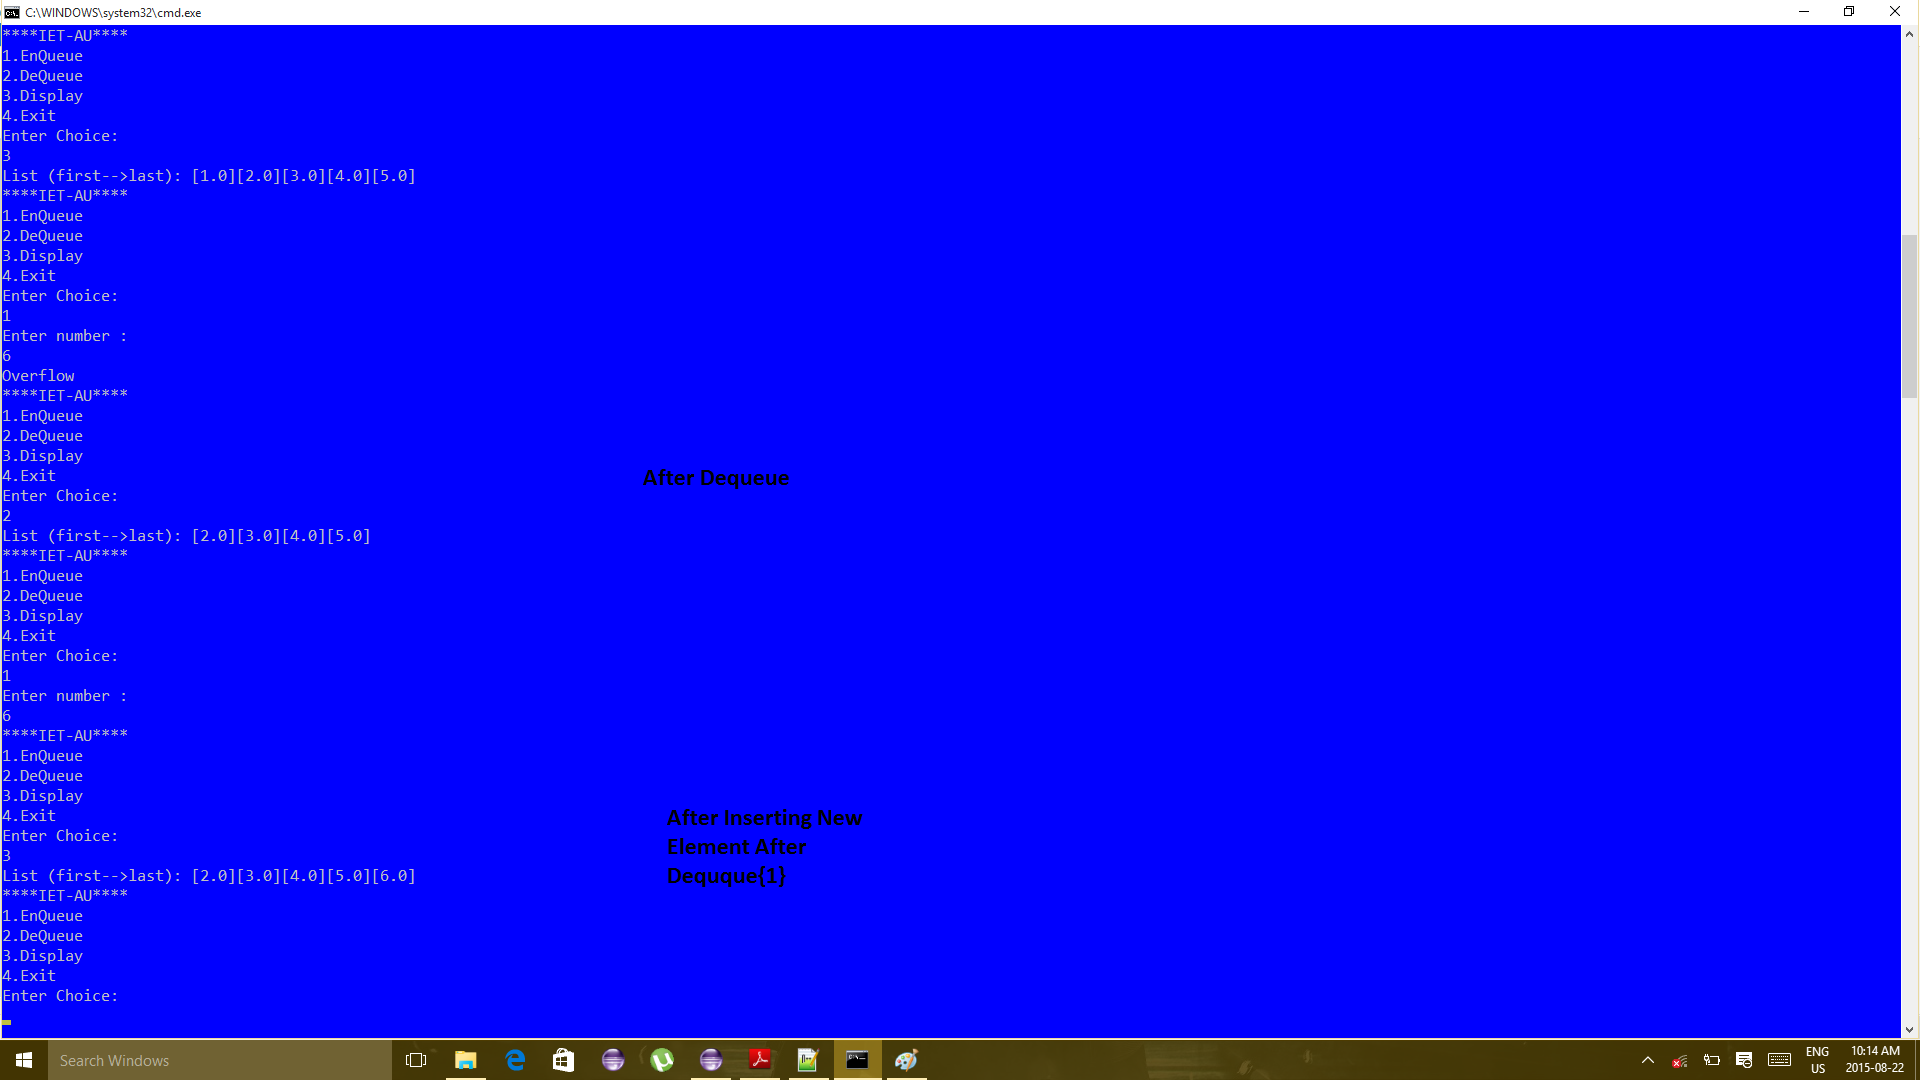 C:\WINDOWS\system32\cmd.exe
****IET-AU****
1.EnQueue
2.DeQueue
3.Display
4.Exit
Enter Choice:
3
List (first-->last): [1.0][2.0][3.0][4.0][5.0]
****IET-AU****
1.EnQueue
2.DeQueue
3.Display
4.Exit
Enter Choice:
1
Enter number :
6
Overflow
****IET-AU****
1.EnQueue
2.DeQueue
3.Display
4.Exit
After Dequeue
Enter Choice:
2
List (first-->last): [2.0][3.0][4.0][5.0]
****IET-AU****
1.EnQueue
2.DeQueue
3.Display
4.Exit
Enter Choice:
1
Enter number :
6
****IET-AU****
1.EnQueue
2.DeQueue
3.Display
4.Exit
Enter Choice:
3
List (first-->last): [2.0][3.0][4.0][5.0][6.0]
After Inserting New
Element After
Dequque{1}
****IET-AU****
1.EnQueue
2.DeQueue
3.Display
4.Exit
Enter Choice:
Search Windows
ENG
US
10:14 AM
2015-08-22